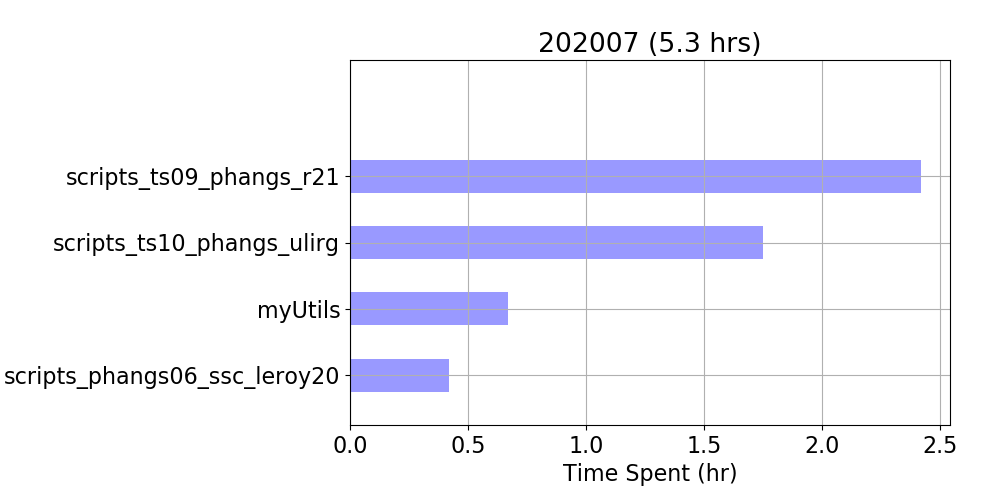 202007 (5.3 hrs)
scripts_ts09_phangs_r21
scripts_ts10_phangs_ulirg
myUtils
scripts_phangs06_ssc_leroy20
0.0 0.5 1.0 1.5 2.0 2.5
Time Spent (hr)